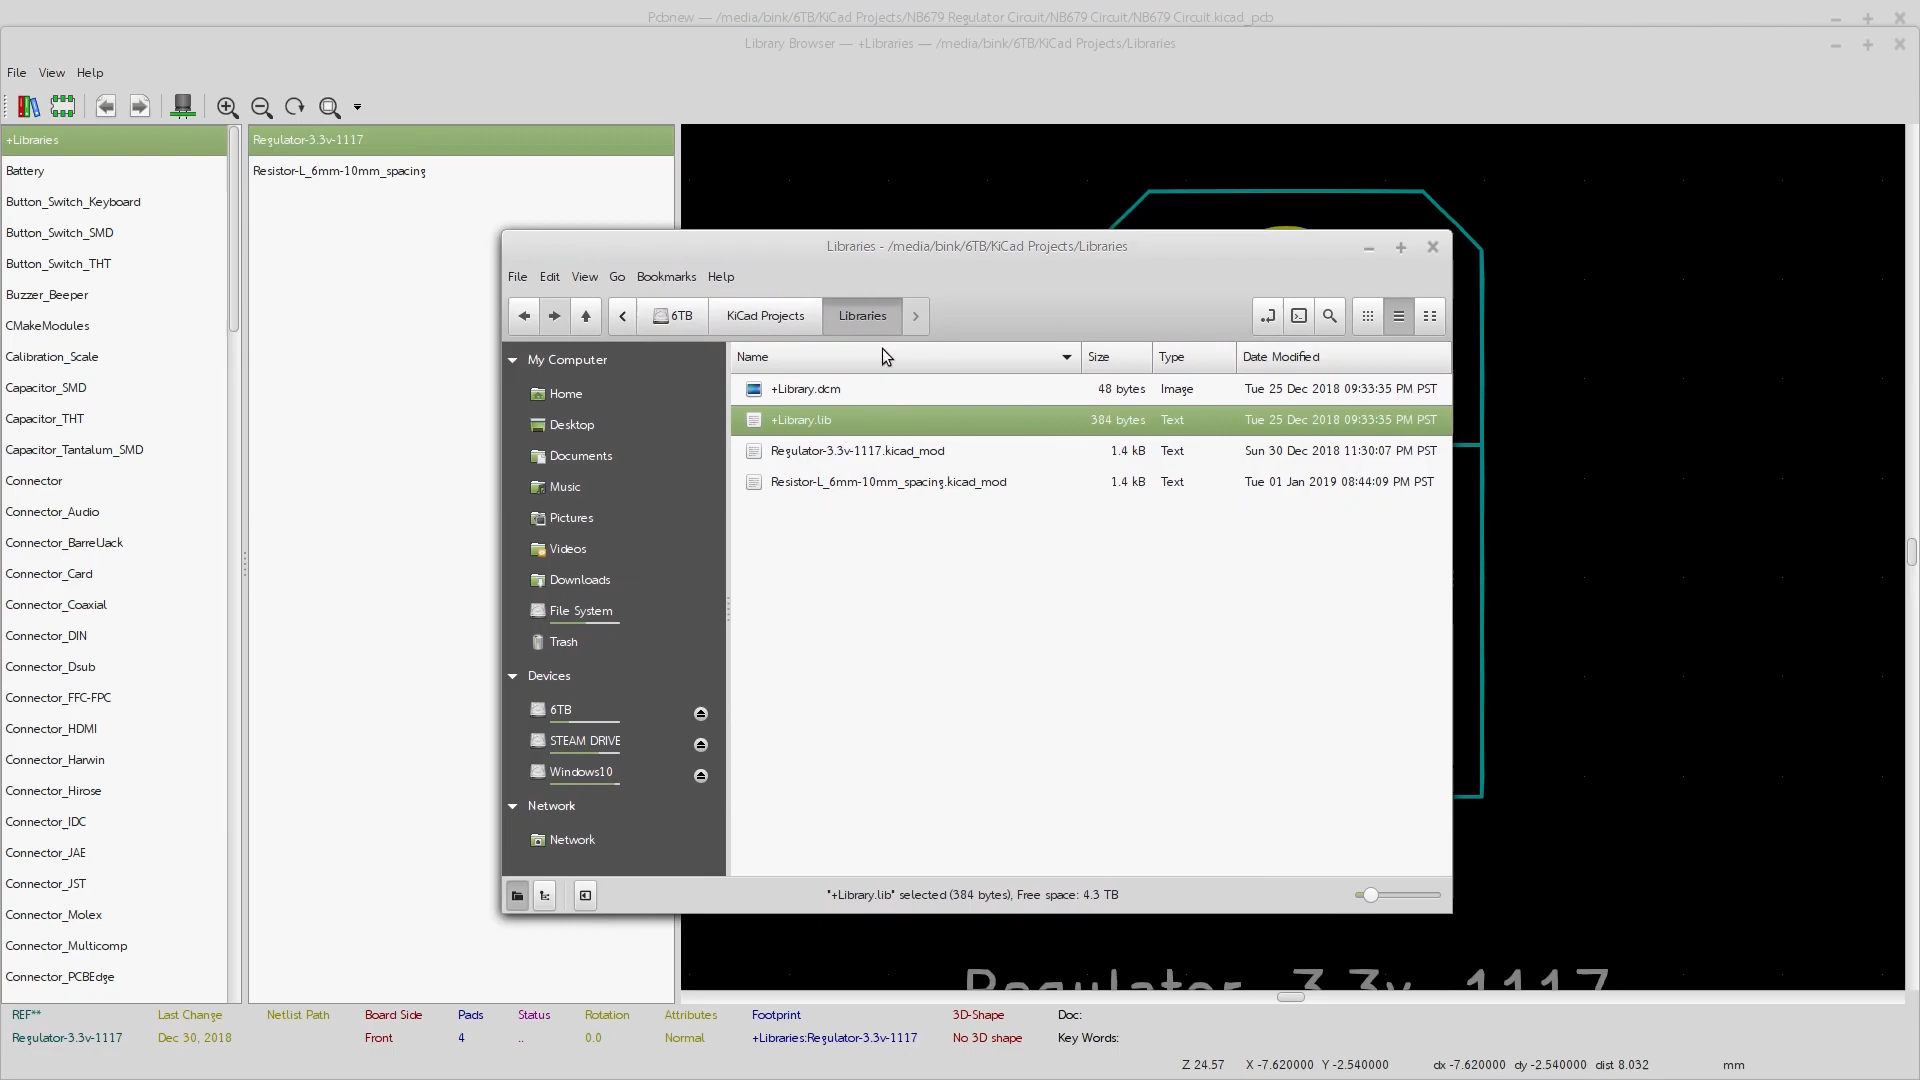 Pcbnew — /media/bink/6TB/KiCad Projects/NB679 Regulator Circuit/NB679 Circuit/NB679 Circuit.kicad_pcb
Library Browser — +Libraries — /media/bink/6TB/KiCad Projects/Libraries
File View Help
+Libraries
Battery
Button_Switch_Keyboard
Button_Switch_SMD
Button_Switch_THT
Buzzer_Beeper
CMakeModules
Calibration_Scale
Capacitor_SMD
Capacitor_THT
Capacitor_Tantalum_SMD
Connector
Connector_Audio
Connector_BarrelJack
Connector_Card
Connector_Coaxial
Connector_DIN
Connector_Dsub
Connector_FFC-FPC
Connector_HDMI
Connector_Harwin
Connector_Hirose
Connector_IDC
Connector_JAE
Connector_JST
Connector_Molex
Connector_Multicomp
Connector_PCBEdge
Regulator-3.3v-1117
Resistor-L_6mm-10mm_spacing
Libraries - /media/bink/6TB/KiCad Projects/Libraries
File Edit View Go Bookmarks Help
6TB KiCad Projects Libraries
My Computer
Home
Desktop
Documents
Music
Pictures
Videos
Downloads
File System
Trash
Devices
6TB
STEAM DRIVE
Windows10
Network
Network
Name Size Type Date Modified
+Library.dcm 48 bytes Image Tue 25 Dec 2018 09:33:35 PM PST
+Library.lib 384 bytes Text Tue 25 Dec 2018 09:33:35 PM PST
Regulator-3.3v-1117.kicad_mod 1.4 kB Text Sun 30 Dec 2018 11:30:07 PM PST
Resistor-L_6mm-10mm_spacing.kicad_mod 1.4 kB Text Tue 01 Jan 2019 08:44:09 PM PST
"+Library.lib" selected (384 bytes), Free space: 4.3 TB
Regulator-3.3v-1117
REF** Last Change Netlist Path Board Side Pads Status Rotation Attributes Footprint 3D-Shape Doc:
Regulator-3.3v-1117 Dec 30, 2018 Front 4 .. 0.0 Normal +Libraries:Regulator-3.3v-1117 No 3D shape Key Words:
Z 24.57 X -7.620000 Y -2.540000 dx -7.620000 dy -2.540000 dist 8.032 mm